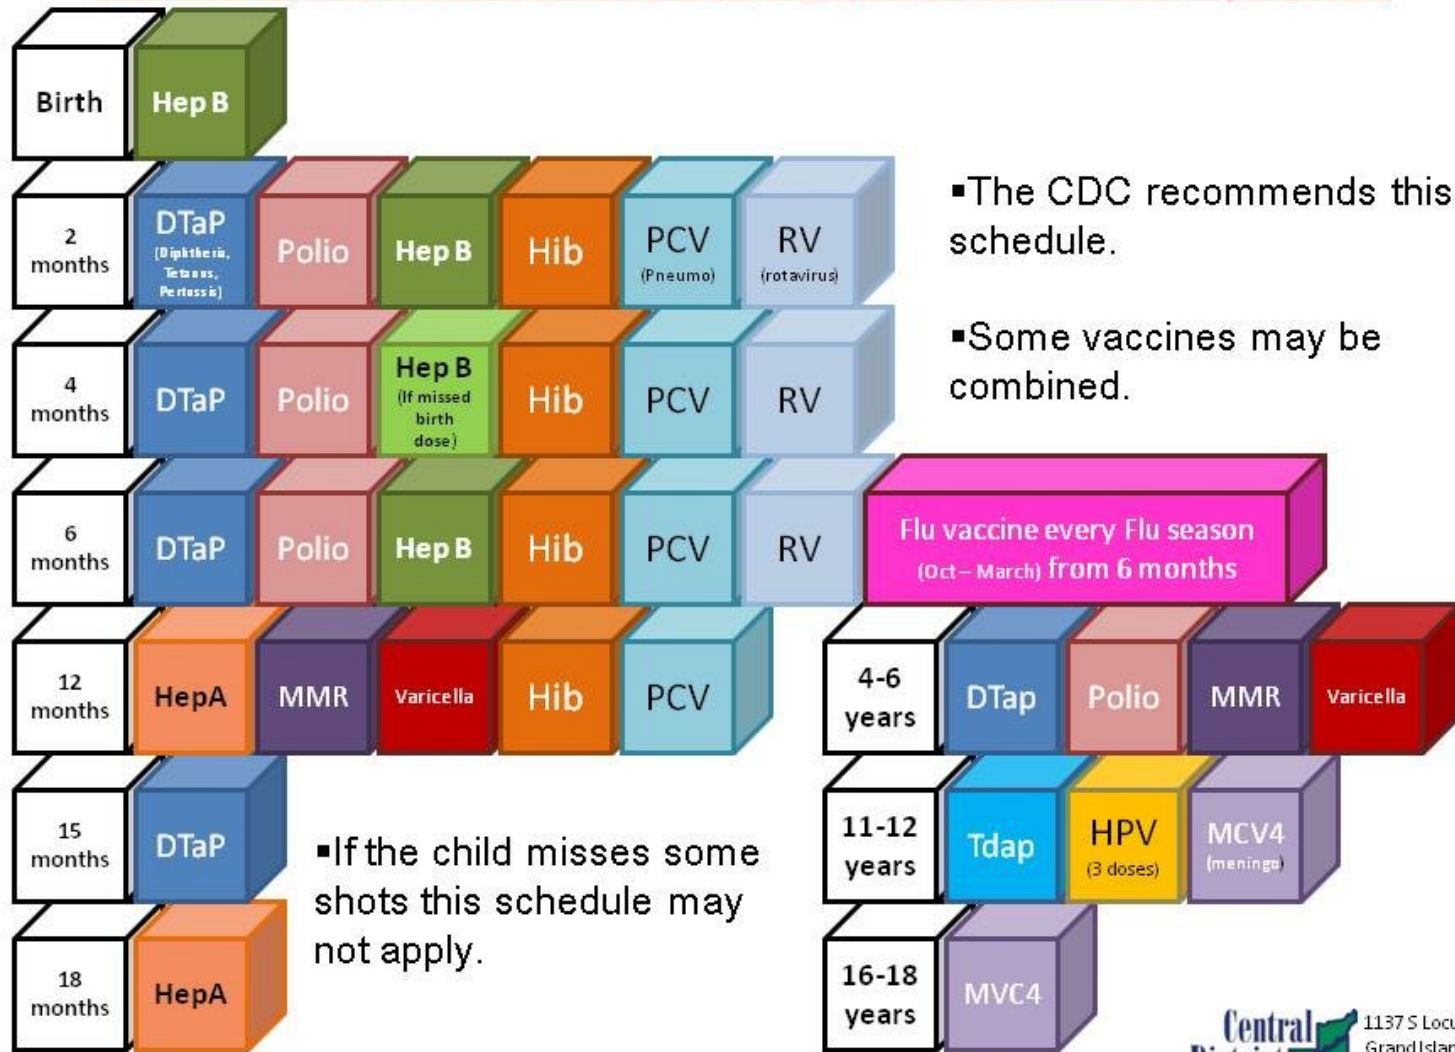 Birth
Hep B
2
months
DTaP
(Diphtheria,
Tetanus,
Pertussis)
Polio
Hep B
Hib
PCV
(Pneumo)
RV
(rotavirus)
▪The CDC recommends this
schedule.
4
months
DTaP
Polio
Hep B
(If missed
birth
dose)
Hib
PCV
RV
▪Some vaccines may be
combined.
6
months
DTaP
Polio
Hep B
Hib
PCV
RV
Flu vaccine every Flu season
(Oct – March) from 6 months
12
months
HepA
MMR
Varicella
Hib
PCV
4-6
years
DTap
Polio
MMR
Varicella
15
months
DTaP
▪If the child misses some
shots this schedule may
not apply.
11-12
years
Tdap
HPV
(3 doses)
MCV4
(meningo)
18
months
HepA
16-18
years
MVC4
Central
1137 S Locu